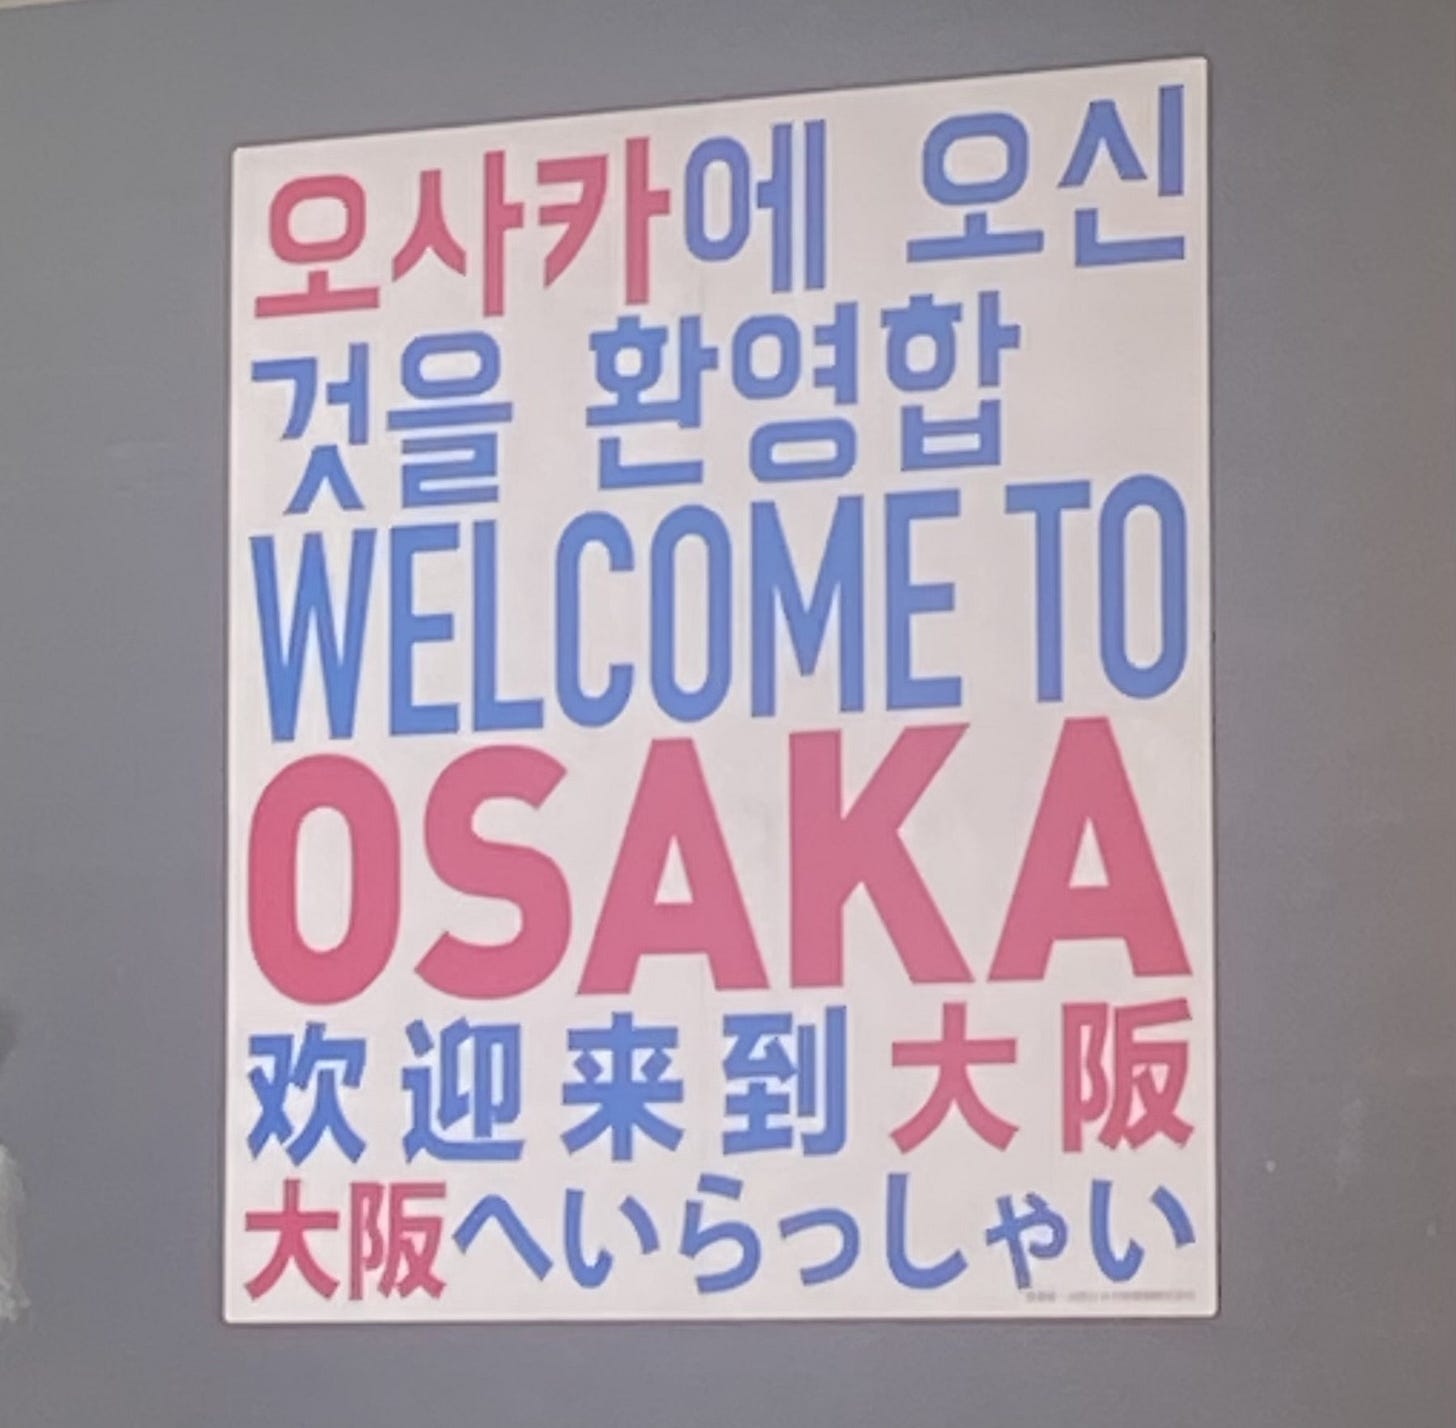 오사카에 오신
것을 환영합
WELCOME TO
OSAKA
欢迎来到大阪
大阪へいらっしゃい